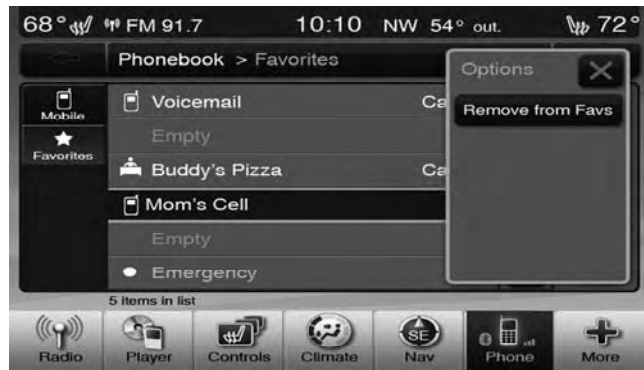 68° FM 91.7 10:10 NW 54° out. 72°
Phonebook > Favorites
Options
Mobile
Favorites
Voicemail Ca
Empty
Buddy's Pizza Ca
Mom's Cell
Empty
Emergency
Remove from Favs
5 items in list
Radio Player Controls Climate SE Nav Phone More